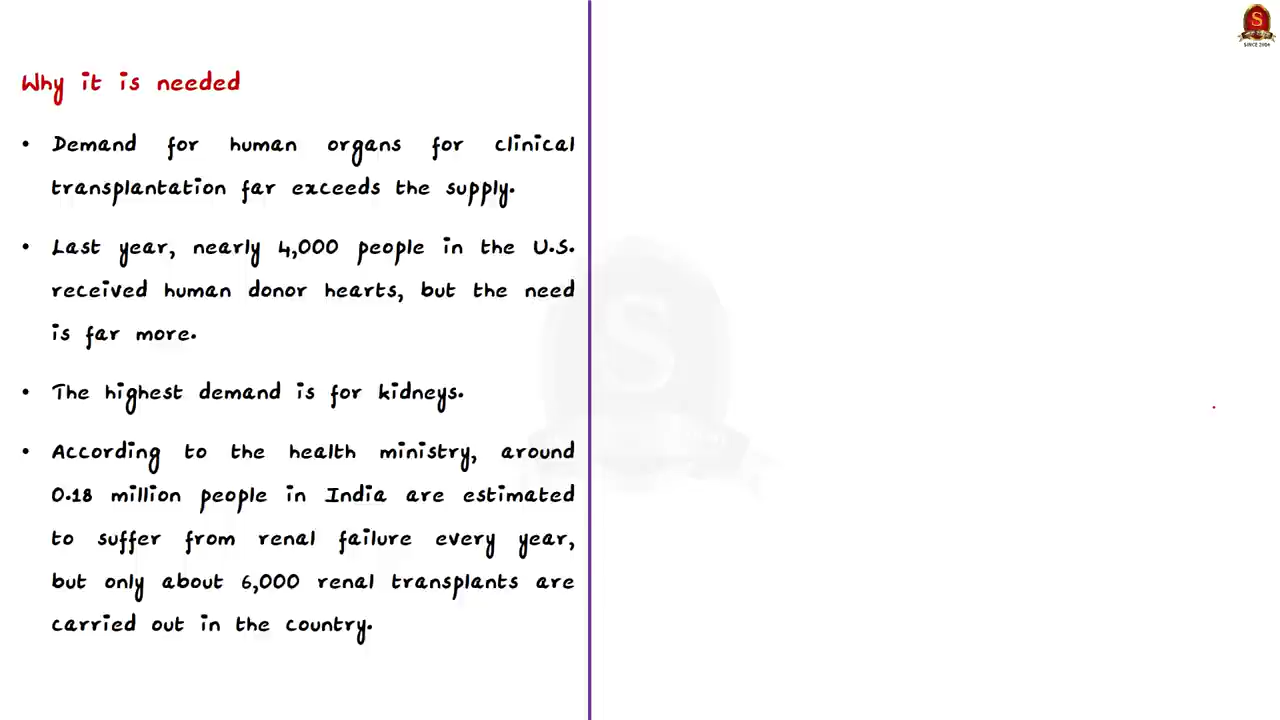 Why it is needed
• Demand for human organs for clinical
transplantation far exceeds the supply.
• Last year, nearly 4,000 people in the U.S.
received human donor hearts, but the need
is far more.
• The highest demand is for kidneys.
• According to the health ministry, around
0.18 million people in India are estimated
to suffer from renal failure every year,
but only about 6,000 renal transplants are
carried out in the country.
S
SINCE 2004
S